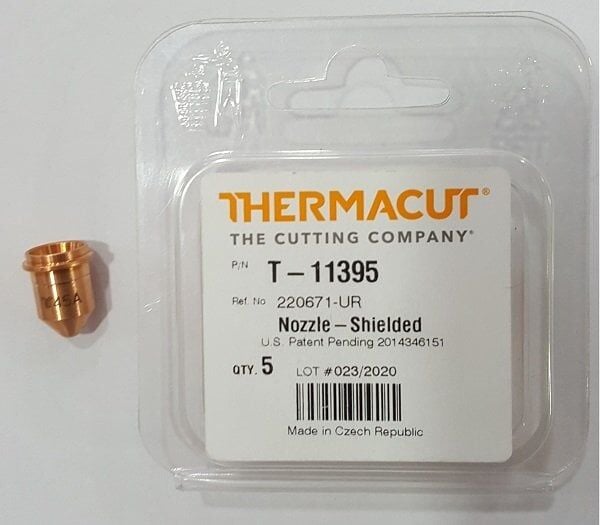 THERMACUT®
THE CUTTING COMPANY®
P/N T-11395
Ref. No 220671-UR
Nozzle - Shielded
U.S. Patent Pending 2014346151
QTY. 5 LOT #023/2020
Made in Czech Republic
45A